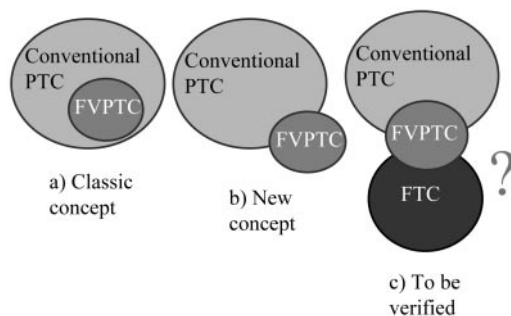 Conventional
PTC
FVPTC
a) Classic
concept
Conventional
PTC
FVPTC
b) New
concept
Conventional
PTC
FVPTC
FTC
?
c) To be
verified